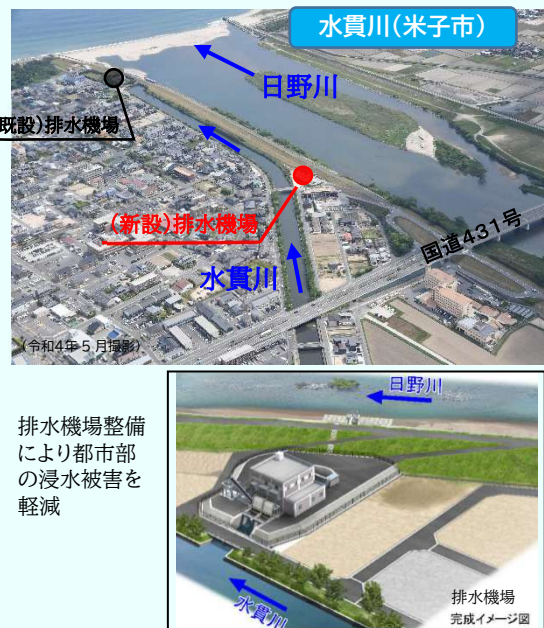 水貫川(米子市)
日野川
既設)排水機場
(新設)排水機場
国道431号
水貫川
(令和4年5月撮影)
排水機場整備
により都市部
の浸水被害を
軽減
日野川
水貫川
排水機場
完成イメージ図